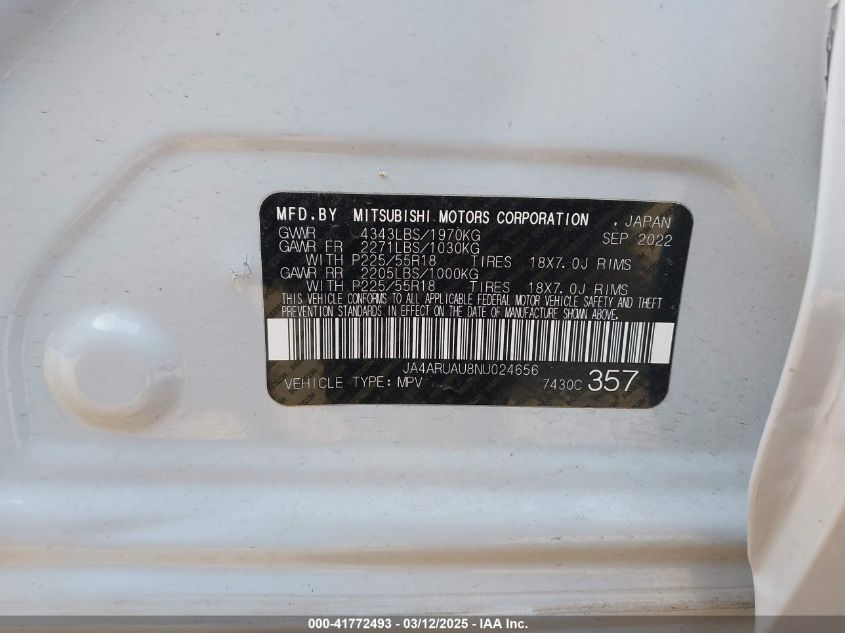 MFD.BY MITSUBISHI MOTORS CORPORATION , JAPAN
GVWR 4343LBS/1970KG SEP 2022
GAWR FR 2271LBS/1030KG
WITH P225/55R18 TIRES 18X7.0J RIMS
GAWR RR 2205LBS/1000KG
WITH P225/55R18 TIRES 18X7.0J RIMS
THIS VEHICLE CONFORMS TO ALL APPLICABLE FEDERAL MOTOR VEHICLE SAFETY AND THEFT
PREVENTION STANDARDS IN EFFECT ON THE DATE OF MANUFACTURE SHOWN ABOVE.
JA4ARUAU8NU024656
VEHICLE TYPE: MPV 7430C 357
000-41772493 - 03/12/2025 - IAA Inc.